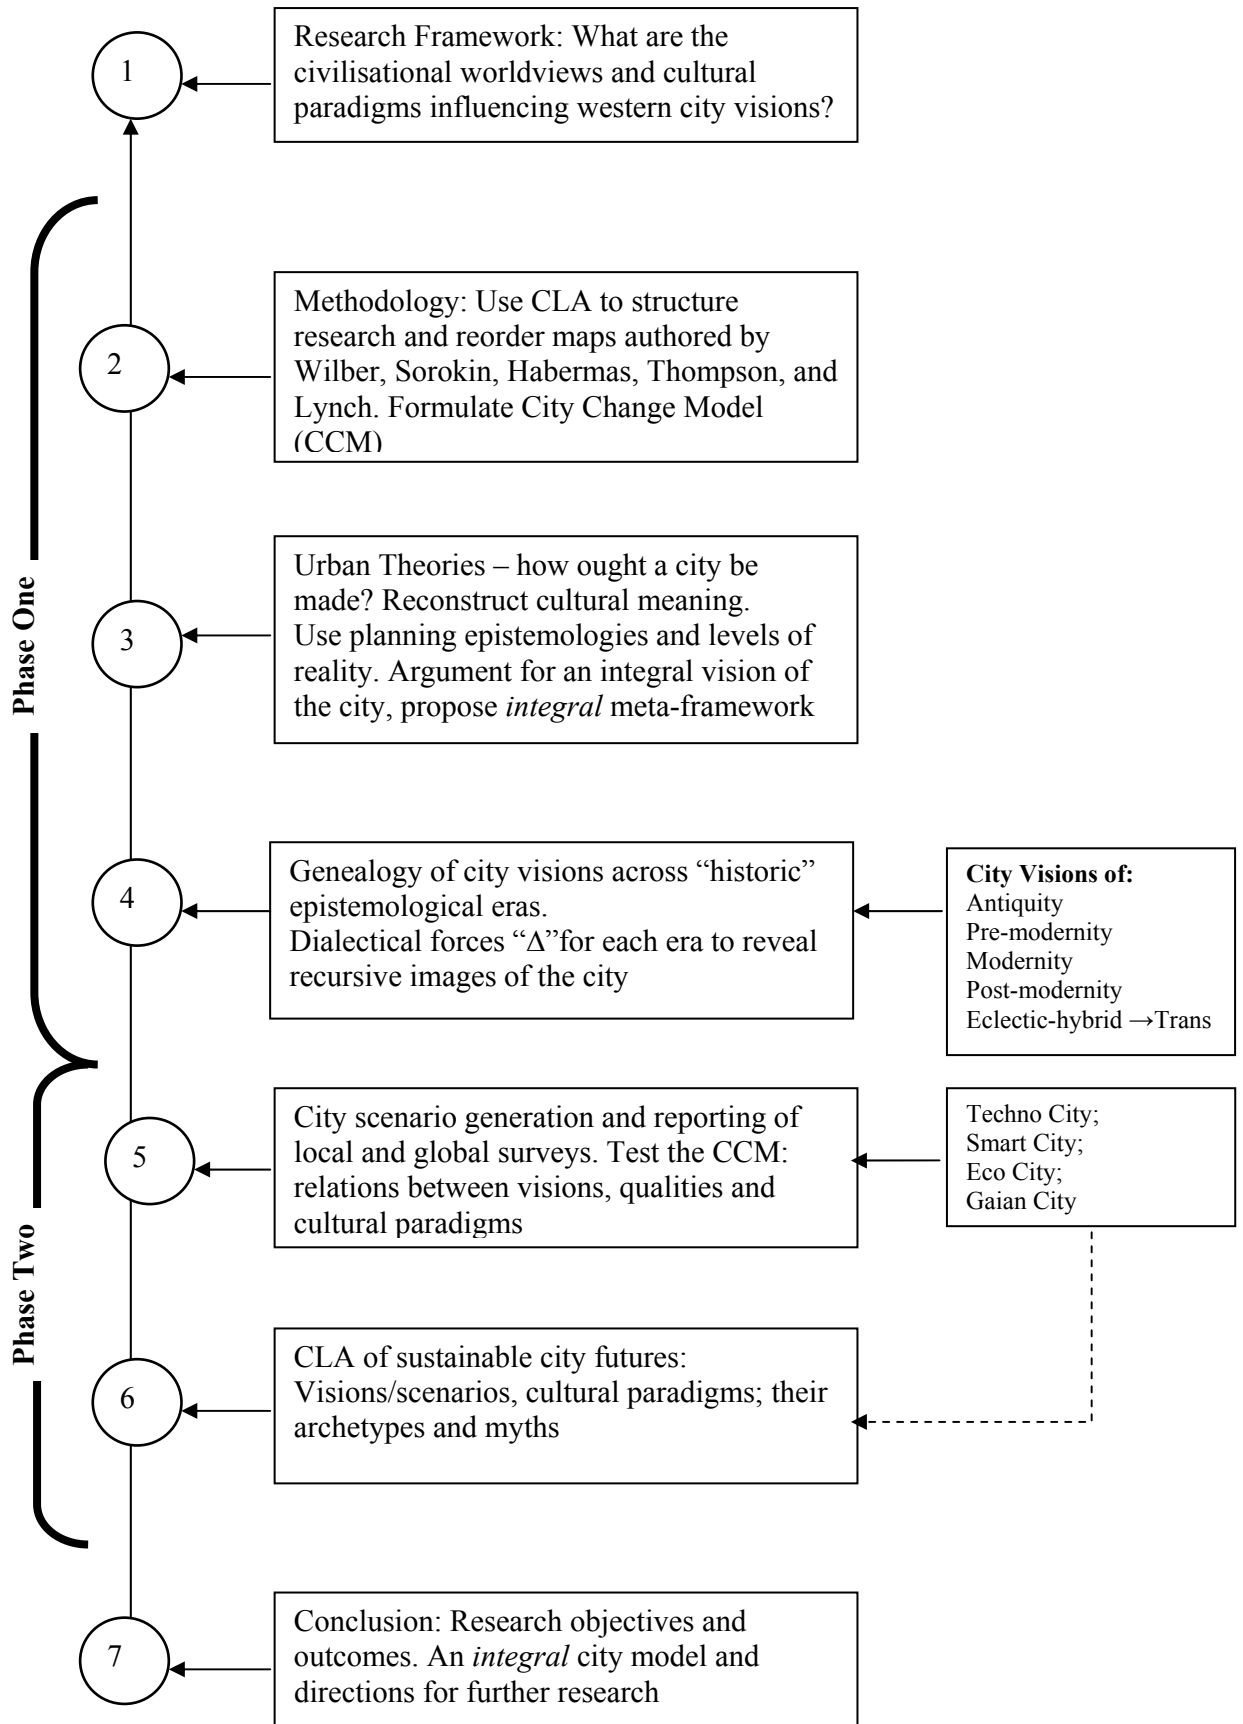 1
Research Framework: What are the
civilisational worldviews and cultural
paradigms influencing western city visions?
Phase One
2
Methodology: Use CLA to structure
research and reorder maps authored by
Wilber, Sorokin, Habermas, Thompson, and
Lynch. Formulate City Change Model
(CCM)
3
Urban Theories – how ought a city be
made? Reconstruct cultural meaning.
Use planning epistemologies and levels of
reality. Argument for an integral vision of
the city, propose integral meta-framework
4
Genealogy of city visions across “historic”
epistemological eras.
Dialectical forces “Δ”for each era to reveal
recursive images of the city
City Visions of:
Antiquity
Pre-modernity
Modernity
Post-modernity
Eclectic-hybrid →Trans
Phase Two
5
City scenario generation and reporting of
local and global surveys. Test the CCM:
relations between visions, qualities and
cultural paradigms
Techno City;
Smart City;
Eco City;
Gaian City
6
CLA of sustainable city futures:
Visions/scenarios, cultural paradigms; their
archetypes and myths
7
Conclusion: Research objectives and
outcomes. An integral city model and
directions for further research